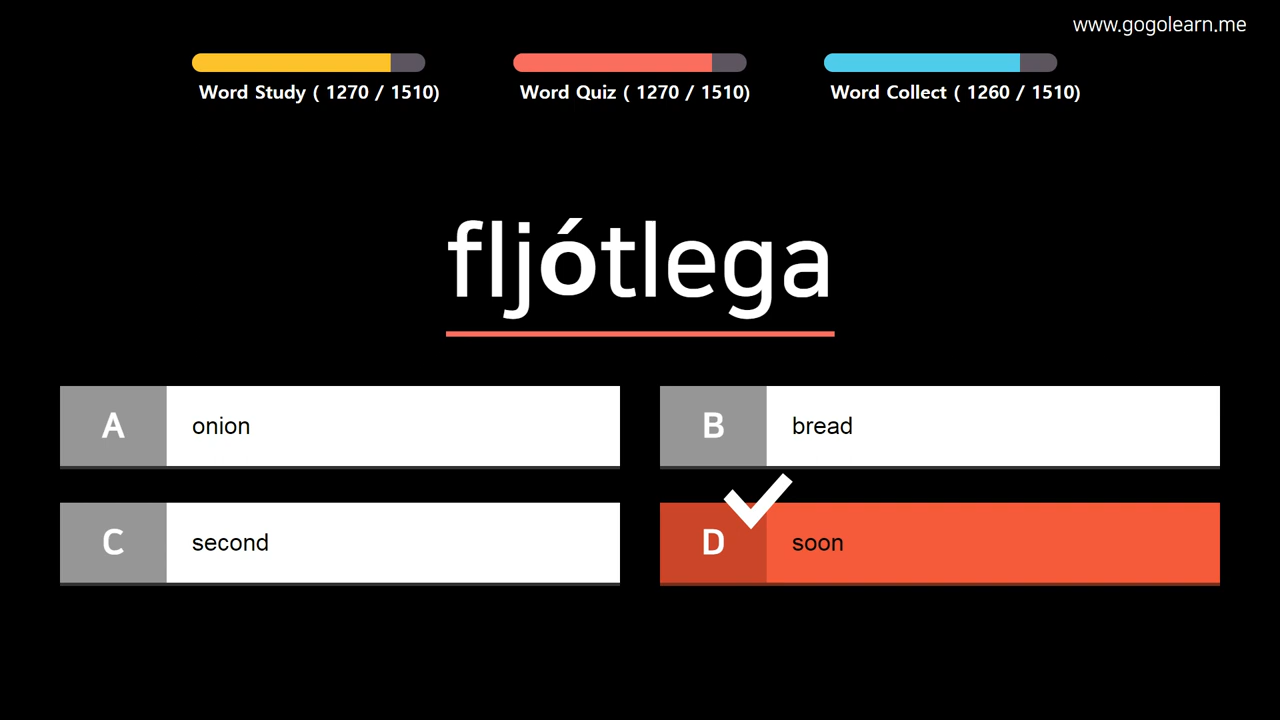 www.gogolearn.me
Word Study ( 1270 / 1510)
Word Quiz ( 1270 / 1510)
Word Collect ( 1260 / 1510)
fljótlega
A onion
B bread
C second
D soon